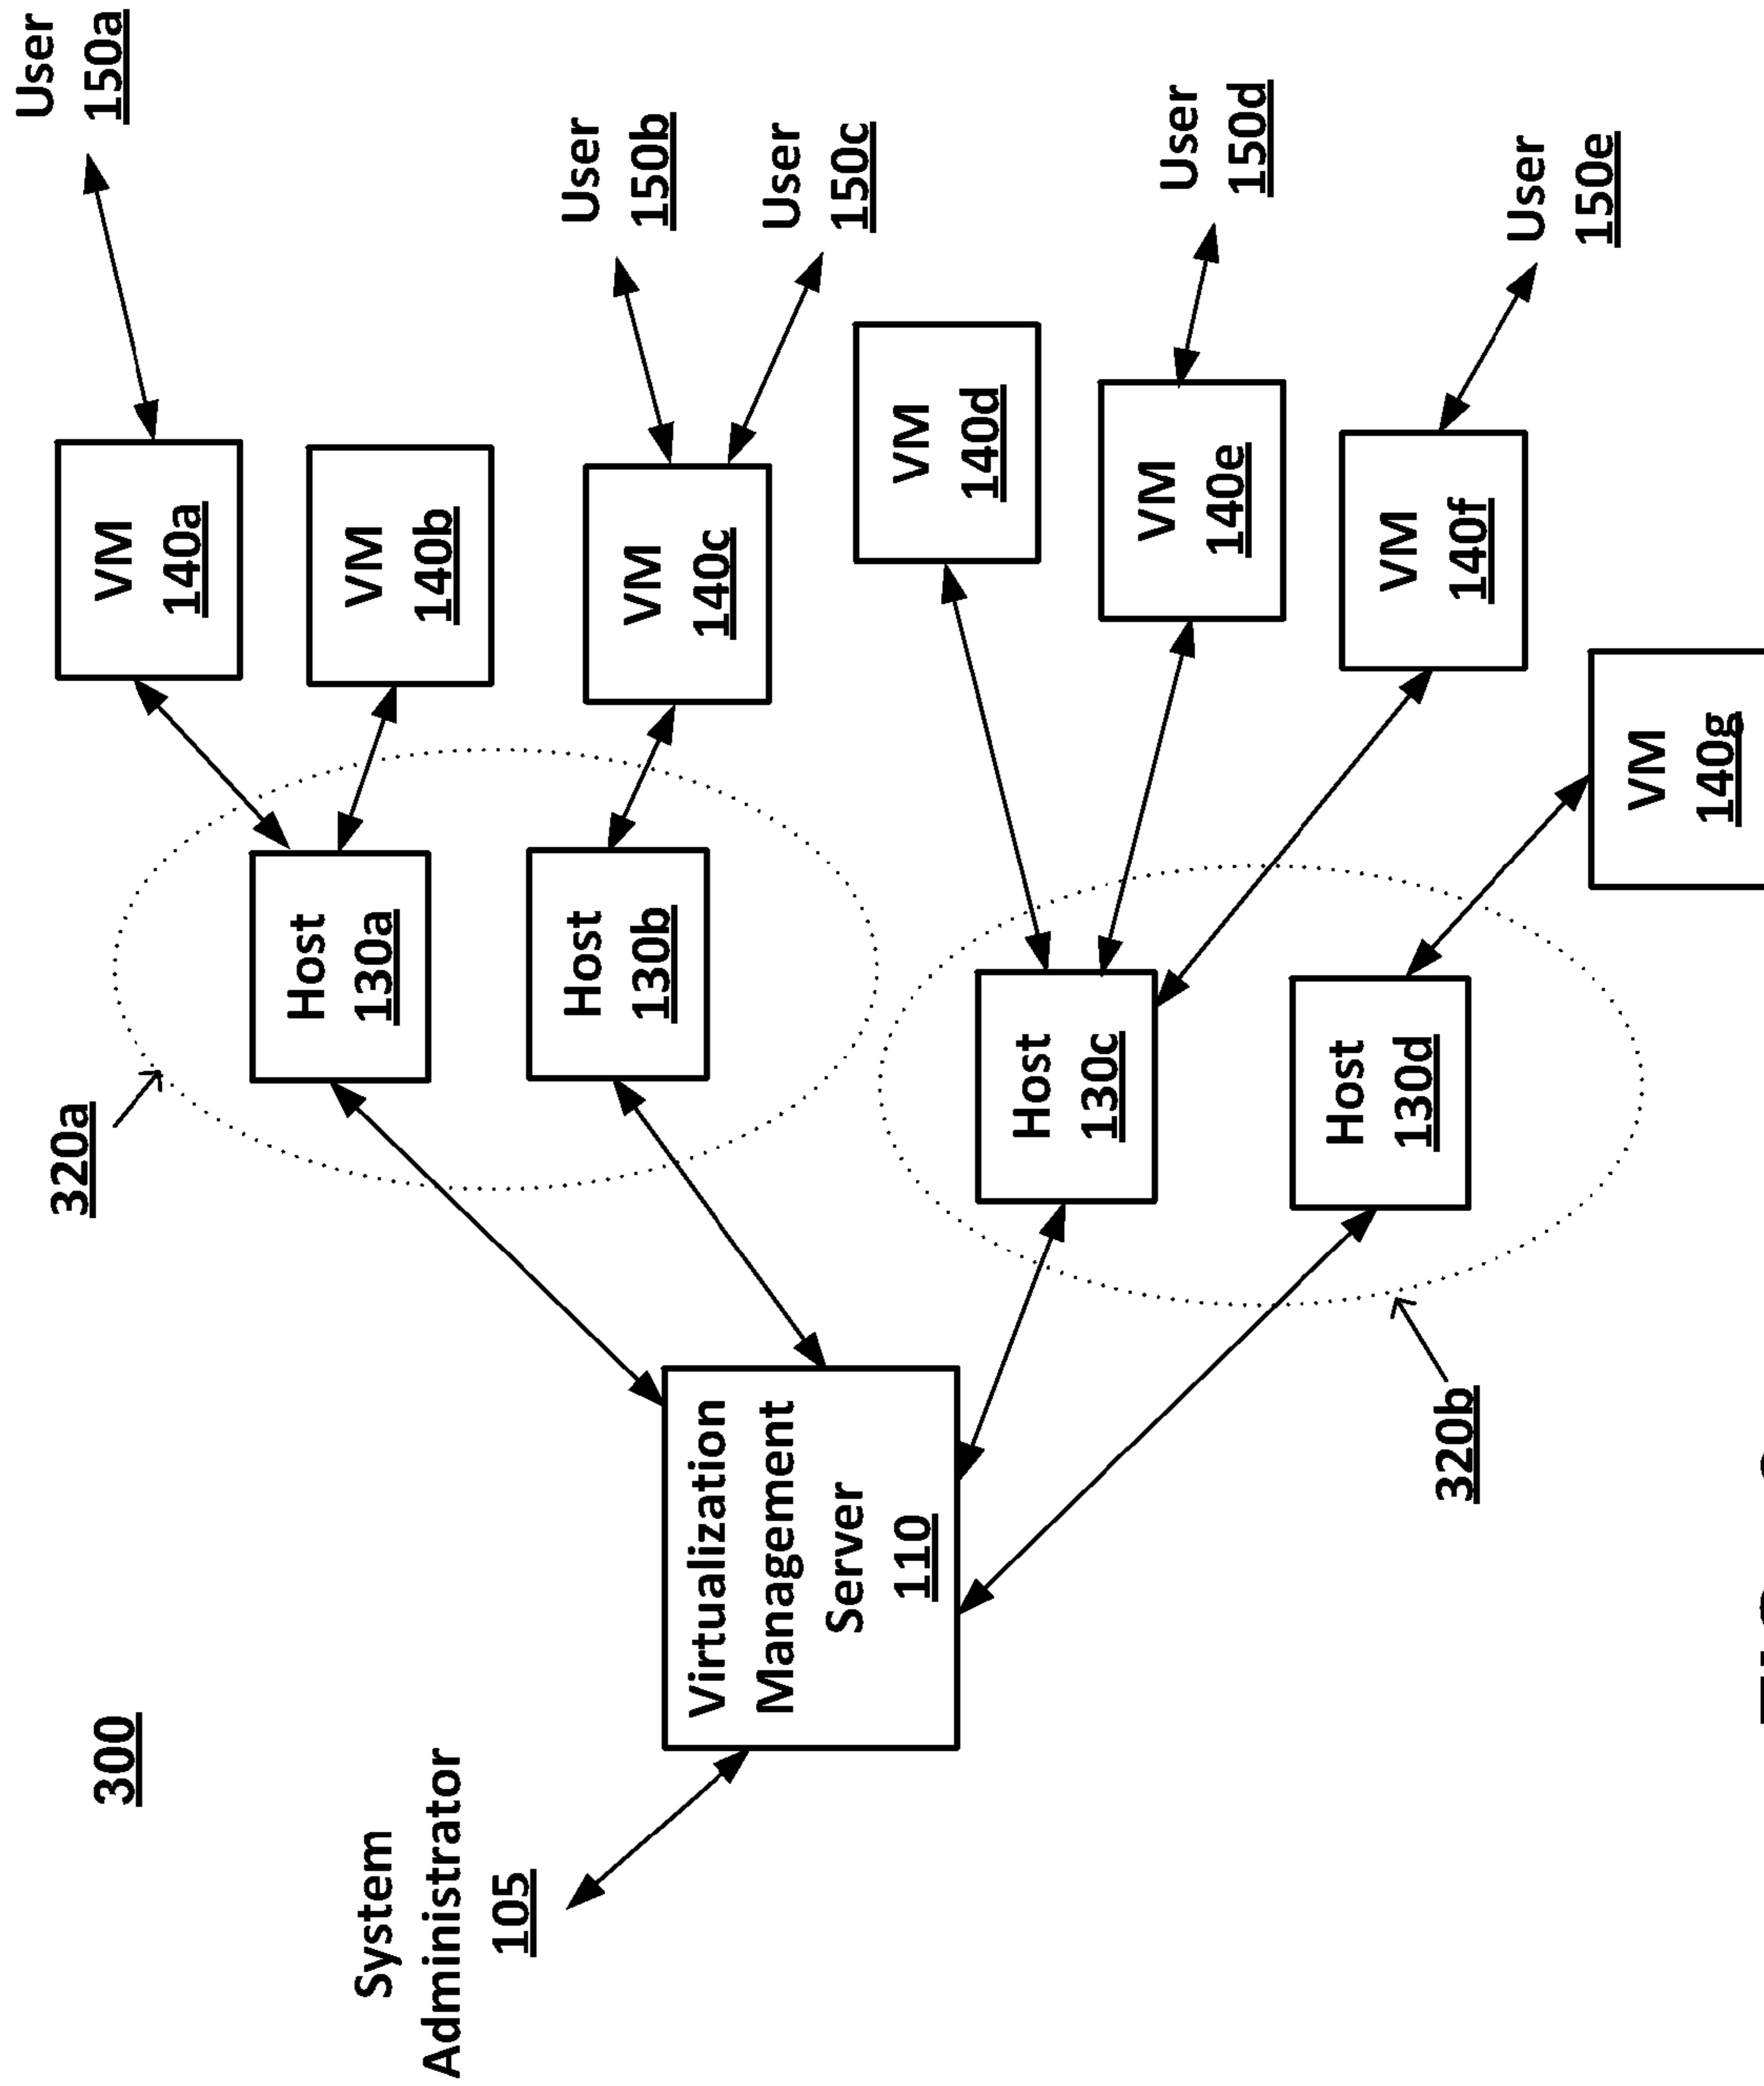 300
System
Administrator
105
Virtualization
Management
Server
110
320a
320b
Host
130a
Host
130b
Host
130c
Host
130d
VM
140a
VM
140b
VM
140c
VM
140d
VM
140e
VM
140f
VM
140g
User
150a
User
150b
User
150c
User
150d
User
150e